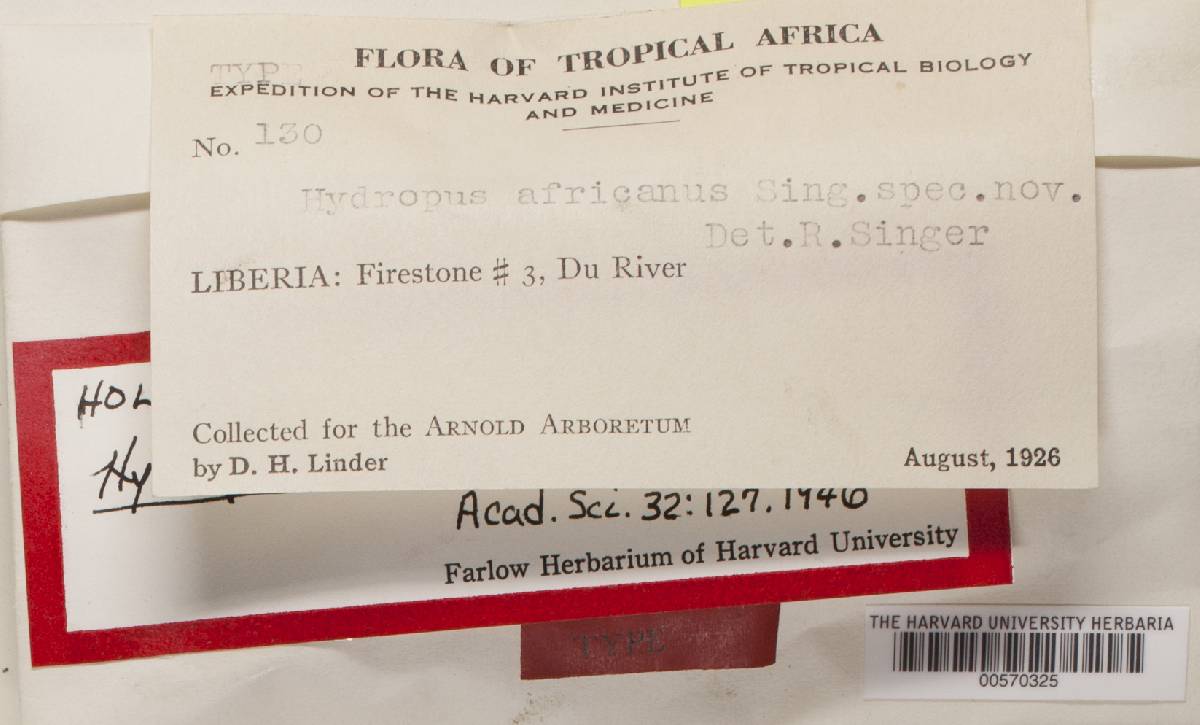 TYPE
FLORA OF TROPICAL AFRICA
EXPEDITION OF THE HARVARD INSTITUTE OF TROPICAL BIOLOGY
AND MEDICINE
No. 130
Hydropus africanus Sing.spec.nov.
Det.R.Singer
LIBERIA: Firestone # 3, Du River
Collected for the ARNOLD ARBORETUM
by D. H. Linder
August, 1926
HOL
Hy
Acad. Sci. 32:127.1946
Farlow Herbarium of Harvard University
TYPE
THE HARVARD UNIVERSITY HERBARIA
00570325